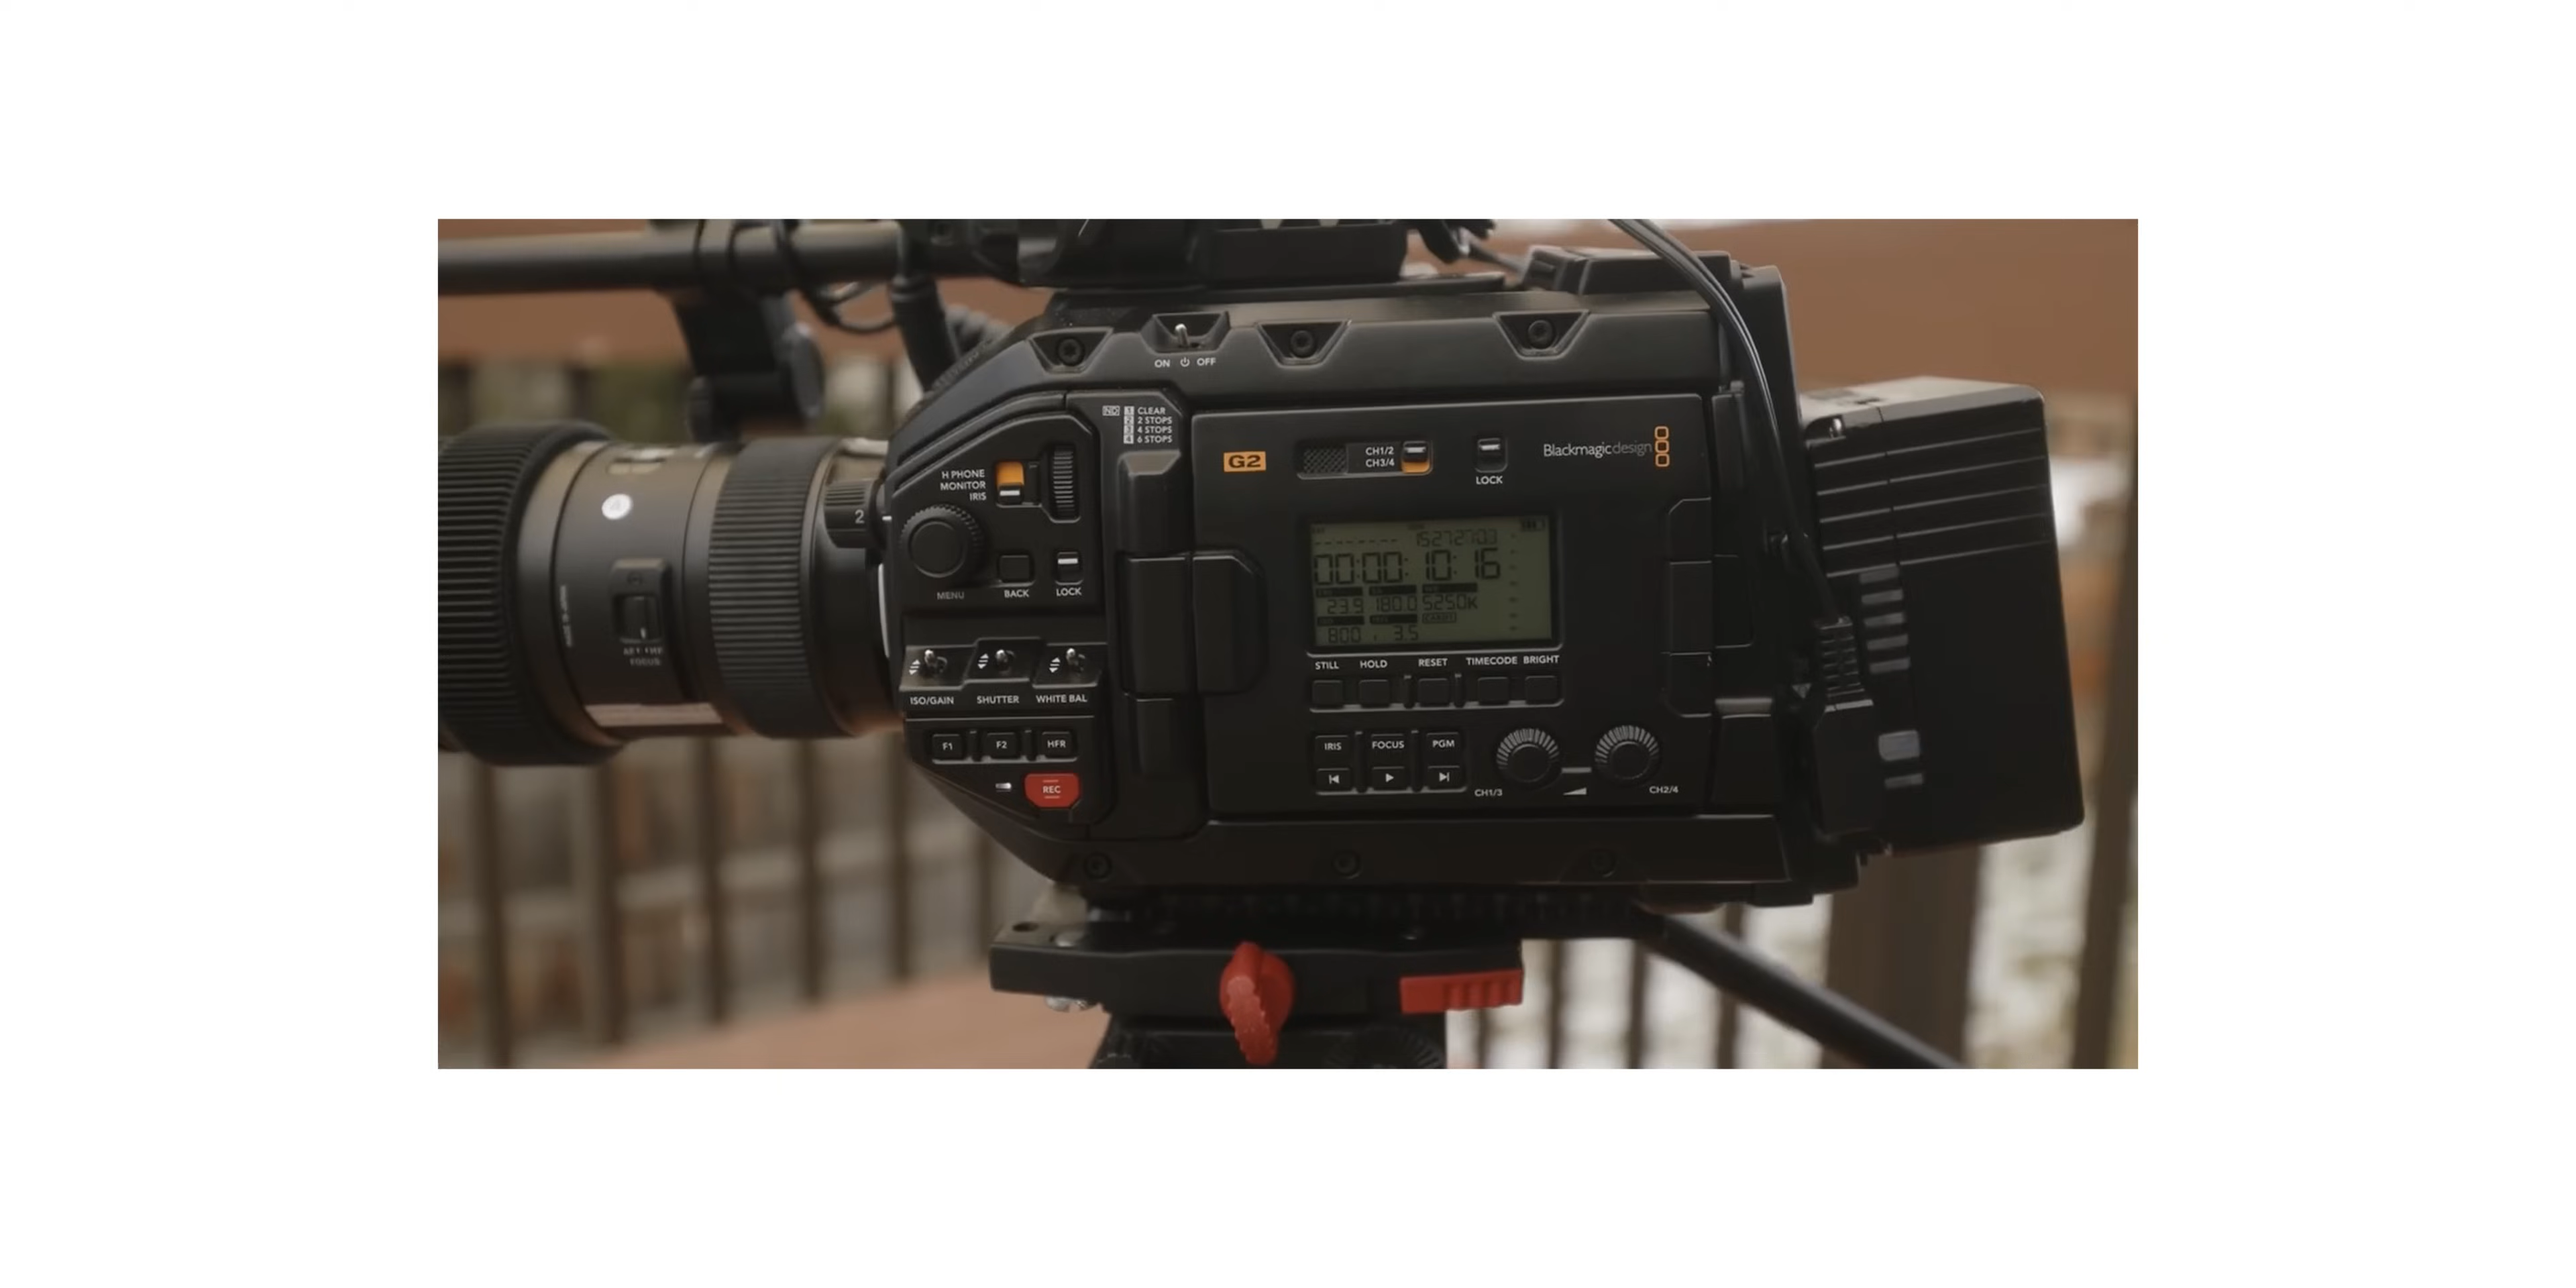 ON OFF
ND 1 CLEAR
2 2 STOPS
3 4 STOPS
4 6 STOPS
H PHONE
MONITOR
IRIS
2
MENU
BACK
LOCK
ISO/GAIN
SHUTTER
WHITE BAL
F1
F2
HFR
REC
G2
CH1/2
CH3/4
LOCK
Blackmagicdesign
00:00:10:16
23.9 180.0 5250K
800 3.5
STILL
HOLD
RESET
TIMECODE
BRIGHT
IRIS
FOCUS
PGM
CH1/3
CH2/4
A
FOCUS